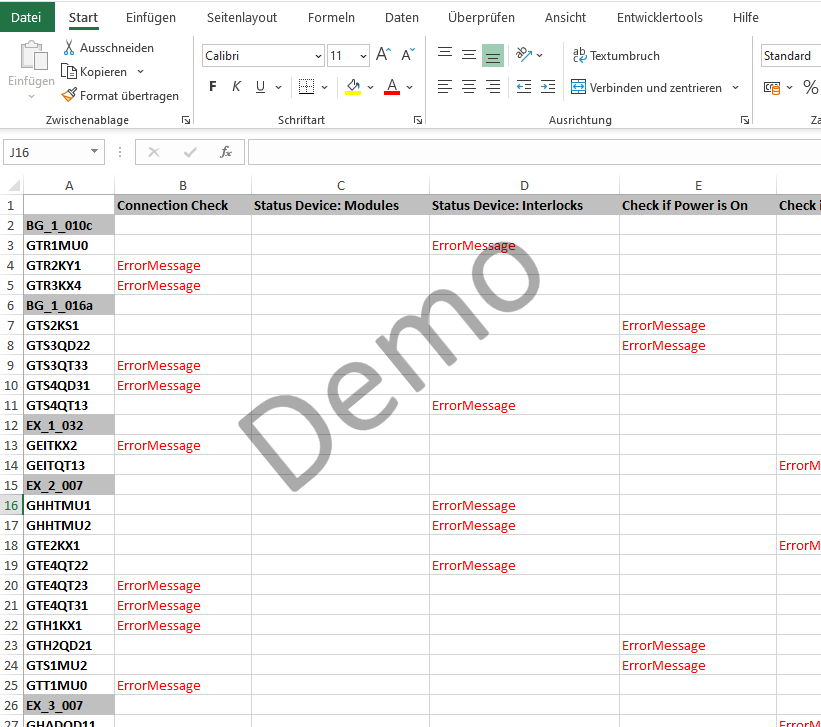 Datei Start Einfügen Seitenlayout Formeln Daten Überprüfen Ansicht Entwicklertools Hilfe
Einfügen
Ausschneiden
Kopieren
Format übertragen
Zwischenablage
Calibri 11 A A
F K U A
Schriftart
ab Textumbruch
Verbinden und zentrieren
Ausrichtung
Standard
%
Za
J16 fx
A B C D E
1 Connection Check Status Device: Modules Status Device: Interlocks Check if Power is On Check i
2 BG_1_010c
3 GTR1MU0 ErrorMessage
4 GTR2KY1 ErrorMessage
5 GTR3KX4 ErrorMessage
6 BG_1_016a
7 GTS2KS1 ErrorMessage
8 GTS3QD22 ErrorMessage
9 GTS3QT33 ErrorMessage
10 GTS4QD31 ErrorMessage
11 GTS4QT13 ErrorMessage
12 EX_1_032
13 GEITKX2 ErrorMessage
14 GEITQT13 ErrorM
15 EX_2_007
16 GHHTMU1 ErrorMessage
17 GHHTMU2 ErrorMessage
18 GTE2KX1 ErrorM
19 GTE4QT22 ErrorMessage
20 GTE4QT23 ErrorMessage
21 GTE4QT31 ErrorMessage
22 GTH1KX1 ErrorMessage
23 GTH2QD21 ErrorMessage
24 GTS1MU2 ErrorMessage
25 GTT1MU0 ErrorMessage
26 EX_3_007
27 GHADQD11 ErrorM
Demo